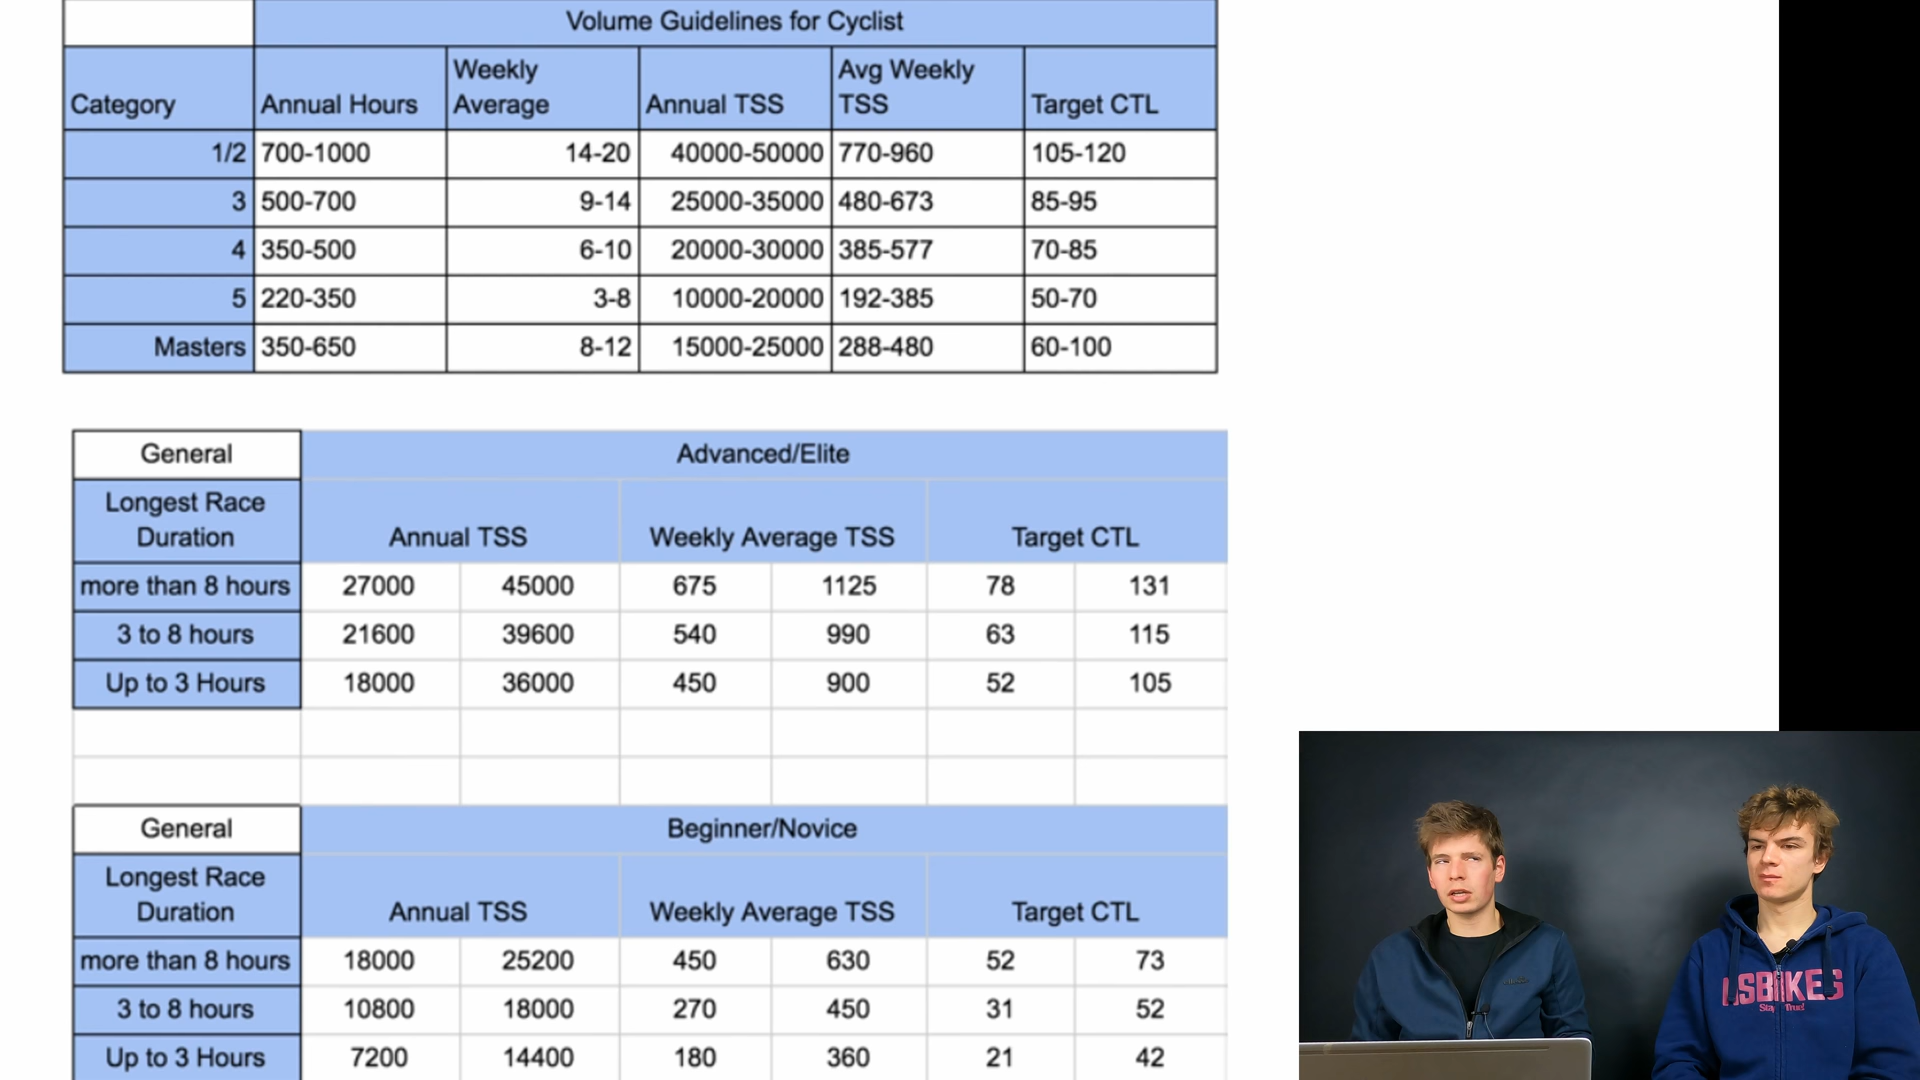 Volume Guidelines for Cyclist
Category Annual Hours Weekly Average Annual TSS Avg Weekly TSS Target CTL
1/2 700-1000 14-20 40000-50000 770-960 105-120
3 500-700 9-14 25000-35000 480-673 85-95
4 350-500 6-10 20000-30000 385-577 70-85
5 220-350 3-8 10000-20000 192-385 50-70
Masters 350-650 8-12 15000-25000 288-480 60-100
General Advanced/Elite
Longest Race Duration Annual TSS Weekly Average TSS Target CTL
more than 8 hours 27000 45000 675 1125 78 131
3 to 8 hours 21600 39600 540 990 63 115
Up to 3 Hours 18000 36000 450 900 52 105
General Beginner/Novice
Longest Race Duration Annual TSS Weekly Average TSS Target CTL
more than 8 hours 18000 25200 450 630 52 73
3 to 8 hours 10800 18000 270 450 31 52
Up to 3 Hours 7200 14400 180 360 21 42